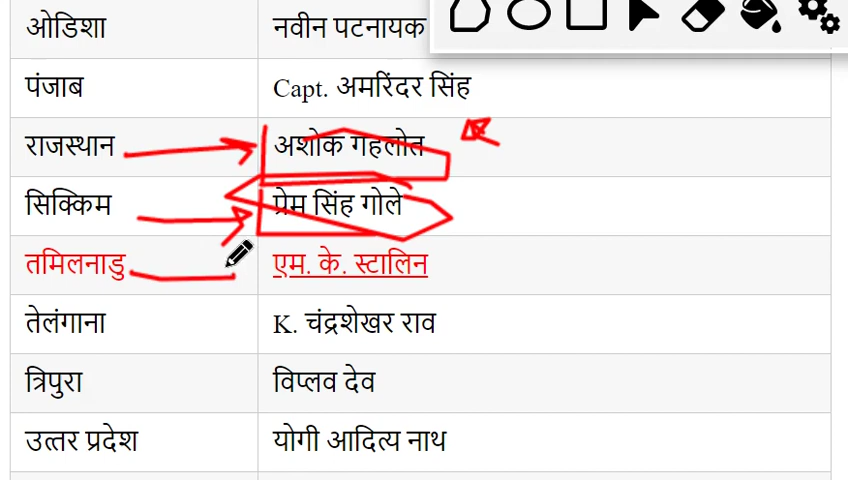 ओडिशा नवीन पटनायक
पंजाब Capt. अमरिंदर सिंह
राजस्थान अशोक गहलोत
सिक्किम प्रेम सिंह गोले
तमिलनाडु एम. के. स्टालिन
तेलंगाना K. चंद्रशेखर राव
त्रिपुरा विप्लव देव
उत्तर प्रदेश योगी आदित्य नाथ